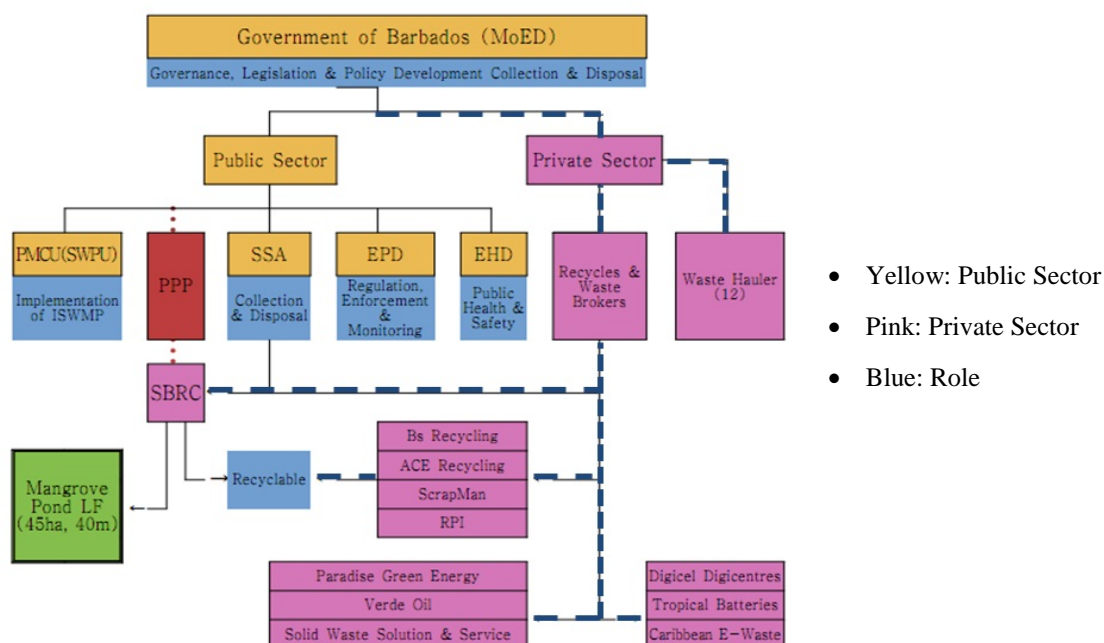 Government of Barbados (MoED)
Governance, Legislation & Policy Development Collection & Disposal
Public Sector
Private Sector
PMCU(SWPU)
Implementation
of ISWMP
PPP
SSA
Collection
& Disposal
EPD
Regulation,
Enforcement
&
Monitoring
EHD
Public
Health &
Safety
Recycles &
Waste
Brokers
Waste Hauler
(12)
• Yellow: Public Sector
• Pink: Private Sector
• Blue: Role
SBRC
Mangrove
Pond LF
(45ha, 40m)
Recyclable
Bs Recycling
ACE Recycling
ScrapMan
RPI
Paradise Green Energy
Verde Oil
Solid Waste Solution & Service
Digicel Digicentres
Tropical Batteries
Caribbean E-Waste